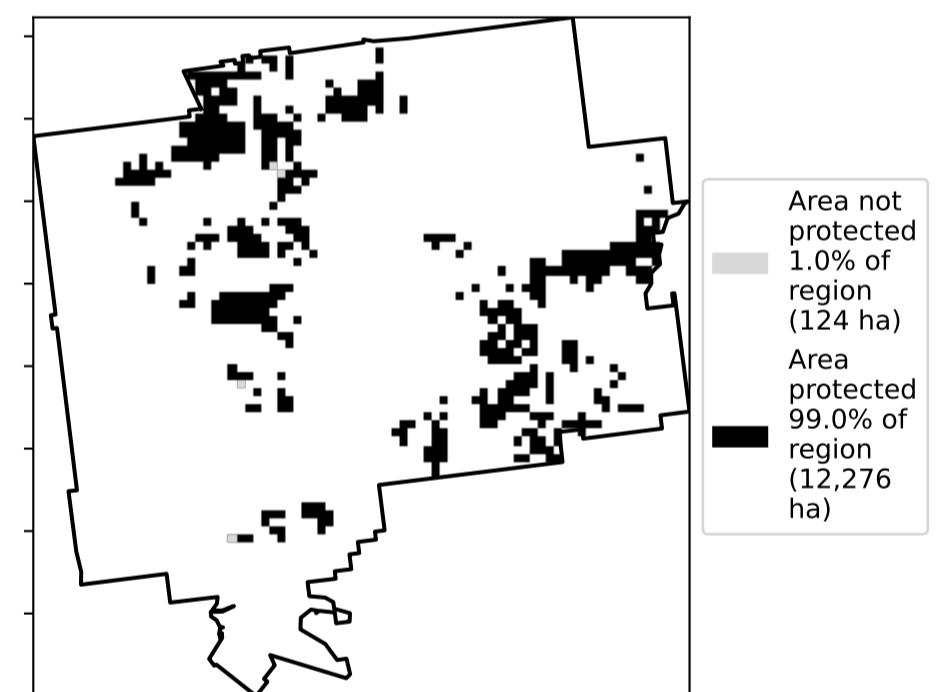 Area not
protected
1.0% of
region
(124 ha)
Area
protected
99.0% of
region
(12,276
ha)